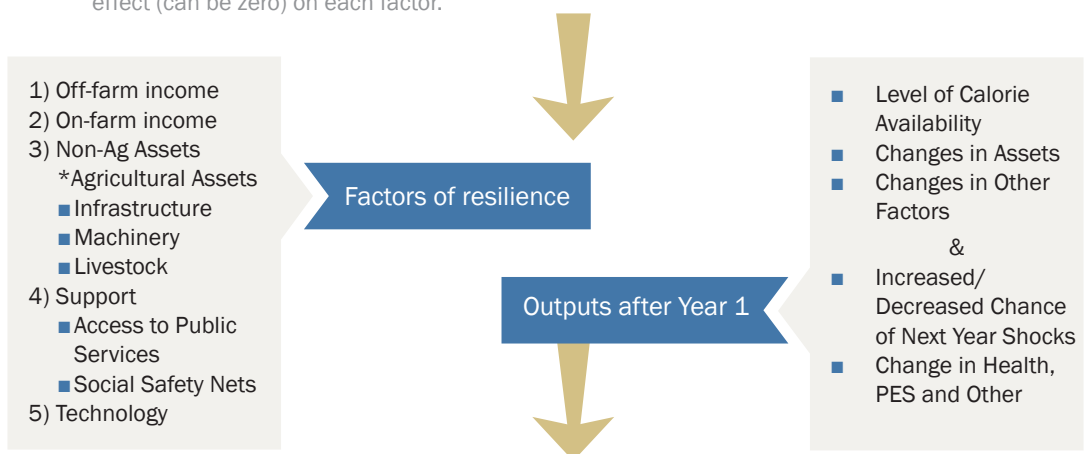 effect (can be zero) on each factor.
1) Off-farm income
2) On-farm income
3) Non-Ag Assets
*Agricultural Assets
■ Infrastructure
■ Machinery
■ Livestock
4) Support
■ Access to Public
Services
■ Social Safety Nets
5) Technology
Factors of resilience
Outputs after Year 1
■ Level of Calorie
Availability
■ Changes in Assets
■ Changes in Other
Factors
&
■ Increased/
Decreased Chance
of Next Year Shocks
■ Change in Health,
PES and Other